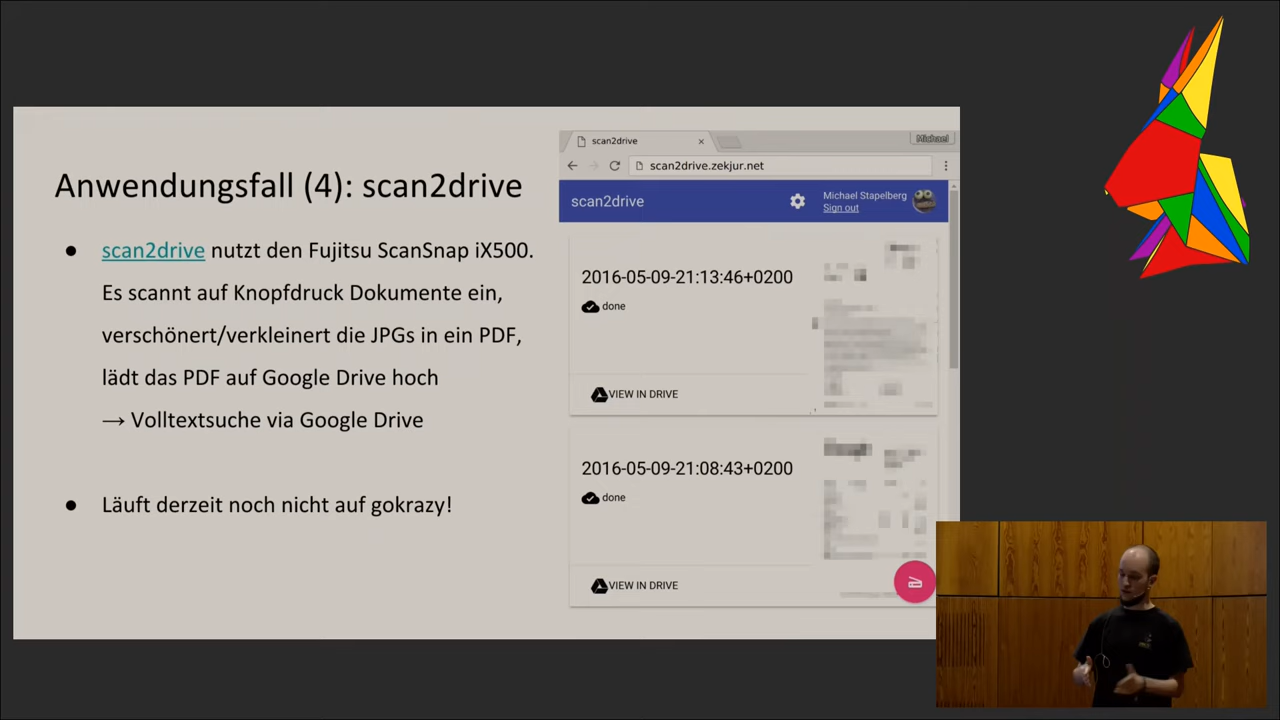 Anwendungsfall (4): scan2drive
● scan2drive nutzt den Fujitsu ScanSnap iX500.
Es scannt auf Knopfdruck Dokumente ein,
verschönert/verkleinert die JPGs in ein PDF,
lädt das PDF auf Google Drive hoch
→ Volltextsuche via Google Drive
● Läuft derzeit noch nicht auf gokrazy!
scan2drive
Michael
scan2drive.zekjur.net
scan2drive
Michael Stapelberg
Sign out
2016-05-09-21:13:46+0200
done
VIEW IN DRIVE
2016-05-09-21:08:43+0200
done
VIEW IN DRIVE